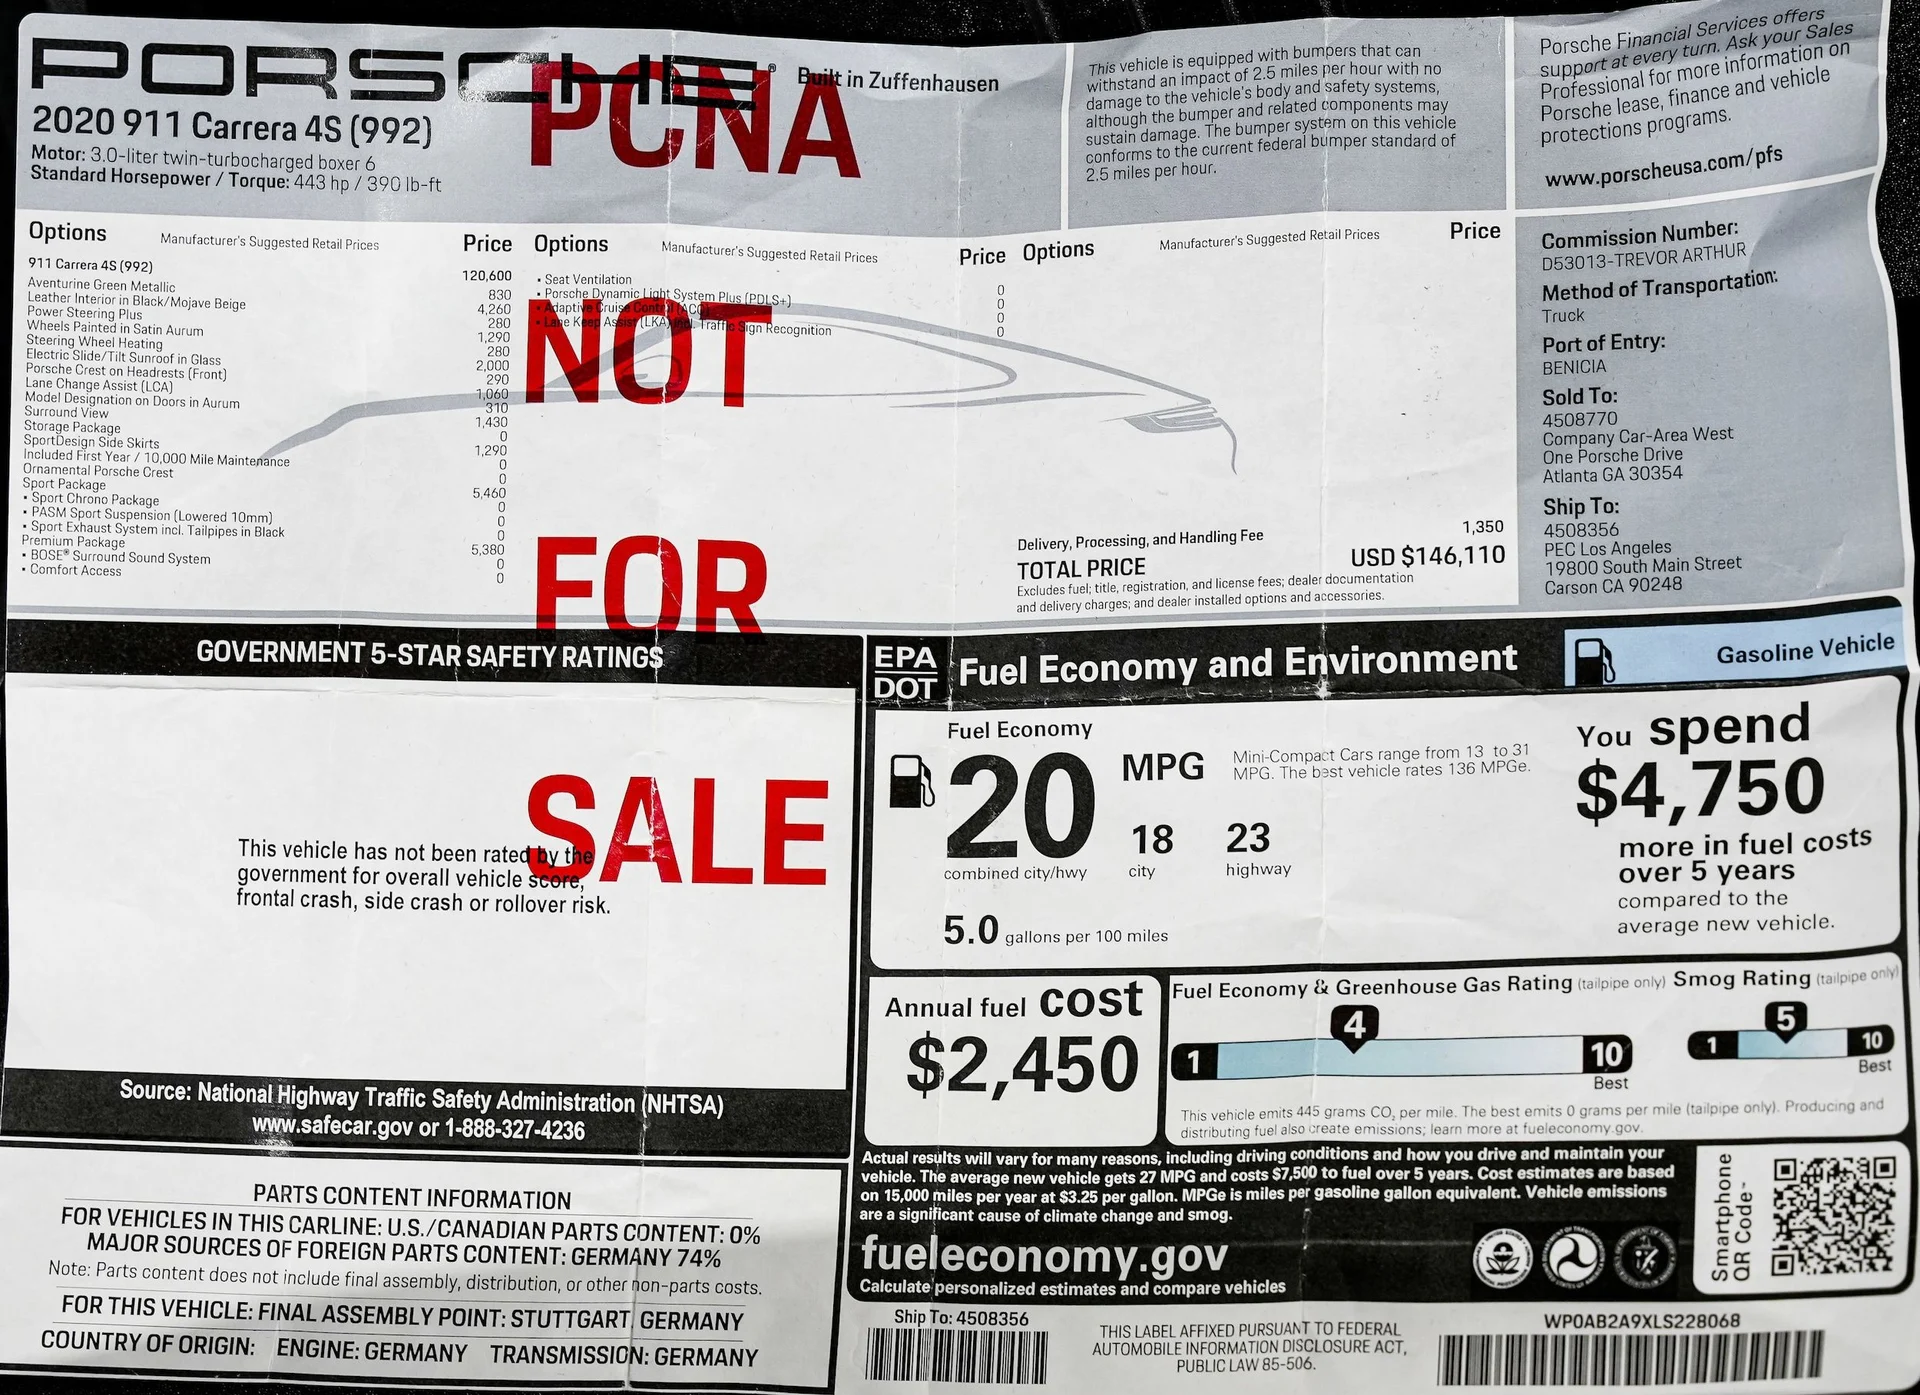 PORSCHE® Built in Zuffenhausen
2020 911 Carrera 4S (992)
Motor: 3.0-liter twin-turbocharged boxer 6
Standard Horsepower / Torque: 443 hp / 390 lb-ft
PCNA
NOT
FOR
SALE
This vehicle is equipped with bumpers that can
withstand an impact of 2.5 miles per hour with no
damage to the vehicle's body and safety systems,
although the bumper and related components may
sustain damage. The bumper system on this vehicle
conforms to the current federal bumper standard of
2.5 miles per hour.
Porsche Financial Services offers
support at every turn. Ask your Sales
Professional for more information on
Porsche lease, finance and vehicle
protections programs.
www.porscheusa.com/pfs
Options Manufacturer's Suggested Retail Prices Price
911 Carrera 4S (992) 120,600
Aventurine Green Metallic 830
Leather Interior in Black/Mojave Beige 4,260
Power Steering Plus 280
Wheels Painted in Satin Aurum 1,290
Steering Wheel Heating 280
Electric Slide/Tilt Sunroof in Glass 2,000
Porsche Crest on Headrests (Front) 290
Lane Change Assist (LCA) 1,060
Model Designation on Doors in Aurum 310
Surround View 1,430
Storage Package 0
SportDesign Side Skirts 1,290
Included First Year / 10,000 Mile Maintenance 0
Ornamental Porsche Crest 0
Sport Package 5,460
• Sport Chrono Package 0
• PASM Sport Suspension (Lowered 10mm) 0
• Sport Exhaust System incl. Tailpipes in Black 0
Premium Package 5,380
• BOSE® Surround Sound System 0
• Comfort Access 0
Options Manufacturer's Suggested Retail Prices Price
• Seat Ventilation 0
• Porsche Dynamic Light System Plus (PDLS+) 0
• Adaptive Cruise Control (ACC) 0
• Lane Keep Assist (LKA) incl. Traffic Sign Recognition 0
Options Manufacturer's Suggested Retail Prices Price
Delivery, Processing, and Handling Fee 1,350
TOTAL PRICE USD $146,110
Excludes fuel; title, registration, and license fees; dealer documentation
and delivery charges; and dealer installed options and accessories.
Commission Number:
D53013-TREVOR ARTHUR
Method of Transportation:
Truck
Port of Entry:
BENICIA
Sold To:
4508770
Company Car-Area West
One Porsche Drive
Atlanta GA 30354
Ship To:
4508356
PEC Los Angeles
19800 South Main Street
Carson CA 90248
GOVERNMENT 5-STAR SAFETY RATINGS
This vehicle has not been rated by the
government for overall vehicle score,
frontal crash, side crash or rollover risk.
Source: National Highway Traffic Safety Administration (NHTSA)
www.safecar.gov or 1-888-327-4236
PARTS CONTENT INFORMATION
FOR VEHICLES IN THIS CARLINE: U.S./CANADIAN PARTS CONTENT: 0%
MAJOR SOURCES OF FOREIGN PARTS CONTENT: GERMANY 74%
Note: Parts content does not include final assembly, distribution, or other non-parts costs.
FOR THIS VEHICLE: FINAL ASSEMBLY POINT: STUTTGART, GERMANY
COUNTRY OF ORIGIN: ENGINE: GERMANY TRANSMISSION: GERMANY
EPA
DOT
Fuel Economy and Environment
Gasoline Vehicle
Fuel Economy
20 MPG
Mini-Compact Cars range from 13 to 31
MPG. The best vehicle rates 136 MPGe.
18 23
combined city/hwy city highway
5.0 gallons per 100 miles
You spend
$4,750
more in fuel costs
over 5 years
compared to the
average new vehicle.
Annual fuel cost
$2,450
Fuel Economy & Greenhouse Gas Rating (tailpipe only)
4
1 10
Best
Smog Rating (tailpipe only)
5
1 10
Best
This vehicle emits 445 grams CO2 per mile. The best emits 0 grams per mile (tailpipe only). Producing and
distributing fuel also create emissions; learn more at fueleconomy.gov.
Actual results will vary for many reasons, including driving conditions and how you drive and maintain your
vehicle. The average new vehicle gets 27 MPG and costs $7,500 to fuel over 5 years. Cost estimates are based
on 15,000 miles per year at $3.25 per gallon. MPGe is miles per gasoline gallon equivalent. Vehicle emissions
are a significant cause of climate change and smog.
fueleconomy.gov
Calculate personalized estimates and compare vehicles
Smartphone
QR Code™
Ship To: 4508356
THIS LABEL AFFIXED PURSUANT TO FEDERAL
AUTOMOBILE INFORMATION DISCLOSURE ACT,
PUBLIC LAW 85-506.
WP0AB2A9XLS228068